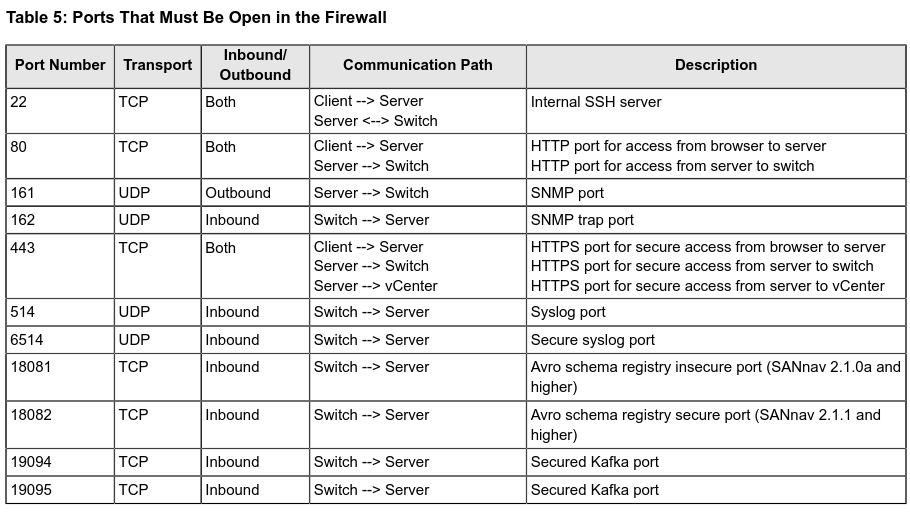 Table 5: Ports That Must Be Open in the Firewall
Port Number Transport Inbound/ Outbound Communication Path Description
22 TCP Both Client --> Server Internal SSH server
Server <--> Switch
80 TCP Both Client --> Server HTTP port for access from browser to server
Server --> Switch HTTP port for access from server to switch
161 UDP Outbound Server --> Switch SNMP port
162 UDP Inbound Switch --> Server SNMP trap port
443 TCP Both Client --> Server HTTPS port for secure access from browser to server
Server --> Switch HTTPS port for secure access from server to switch
Server --> vCenter HTTPS port for secure access from server to vCenter
514 UDP Inbound Switch --> Server Syslog port
6514 UDP Inbound Switch --> Server Secure syslog port
18081 TCP Inbound Switch --> Server Avro schema registry insecure port (SANnav 2.1.0a and
higher)
18082 TCP Inbound Switch --> Server Avro schema registry secure port (SANnav 2.1.1 and
higher)
19094 TCP Inbound Switch --> Server Secured Kafka port
19095 TCP Inbound Switch --> Server Secured Kafka port